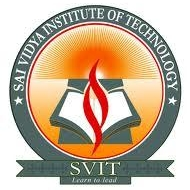 ★ SAI VIDYA INSTITUTE OF TECHNOLOGY ★
SVIT
Learn to lead